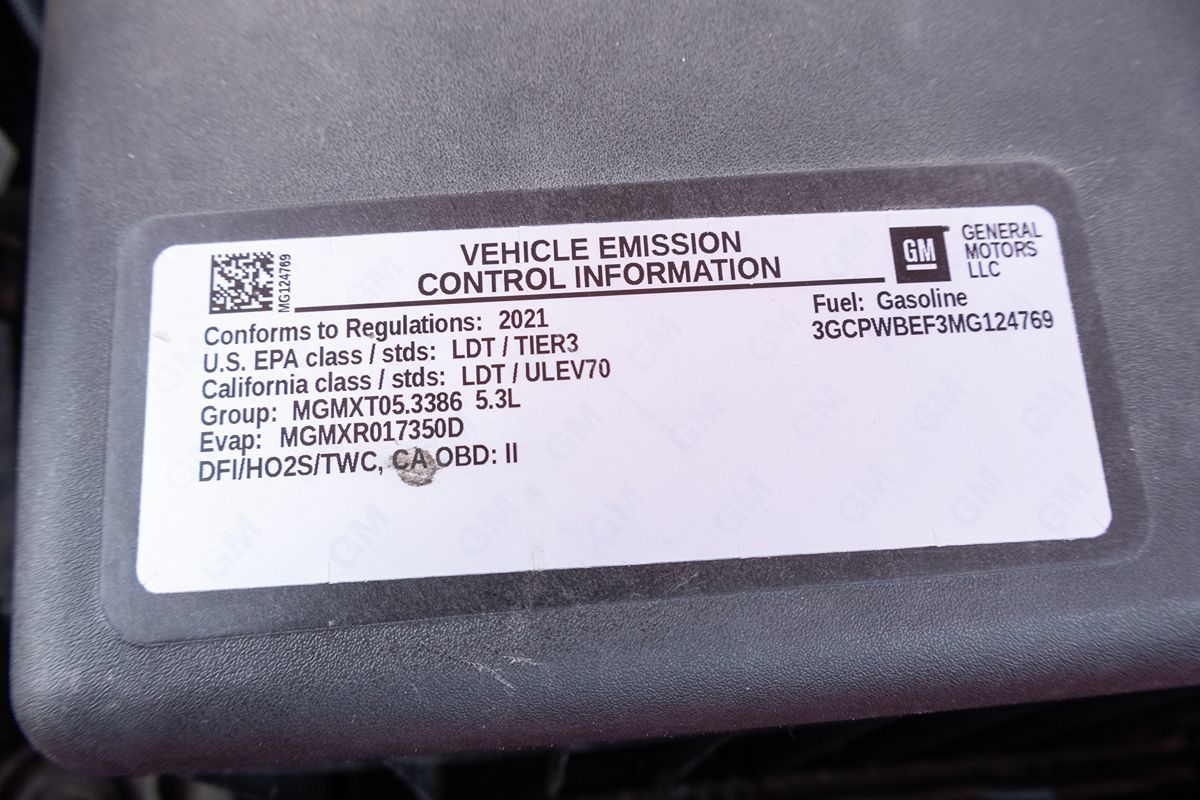 MG124769
VEHICLE EMISSION
CONTROL INFORMATION
GM
GENERAL
MOTORS
LLC
Conforms to Regulations: 2021
U.S. EPA class / stds: LDT / TIER3
California class / stds: LDT / ULEV70
Group: MGMXT05.3386 5.3L
Evap: MGMXR017350D
DFI/HO2S/TWC, CA OBD: II
Fuel: Gasoline
3GCPWBEF3MG124769